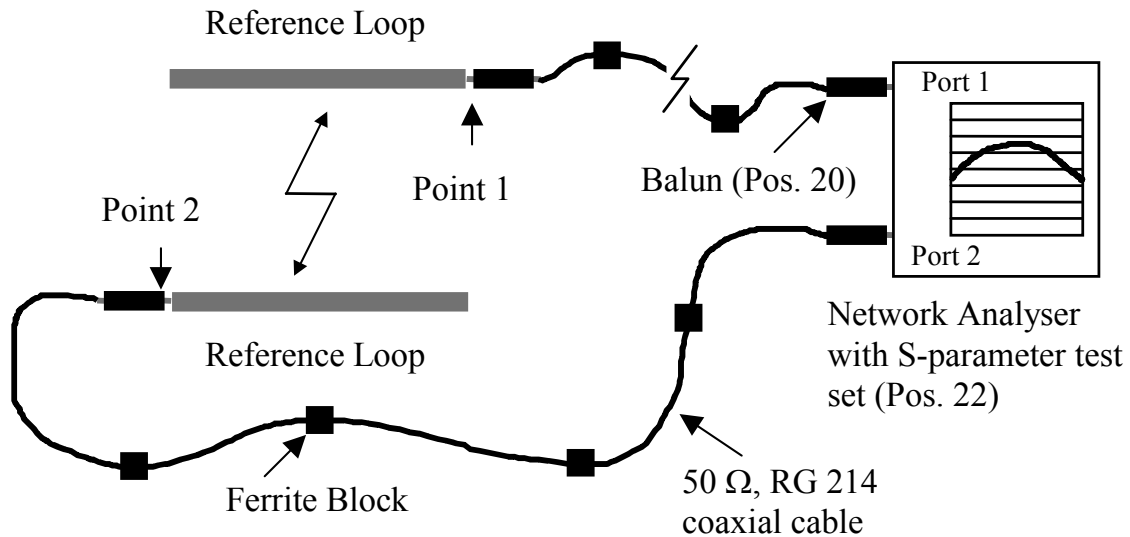 Reference Loop
Port 1
Point 1
Balun (Pos. 20)
Point 2
Port 2
Reference Loop
Network Analyser
with S-parameter test
set (Pos. 22)
Ferrite Block
50 Ω, RG 214
coaxial cable